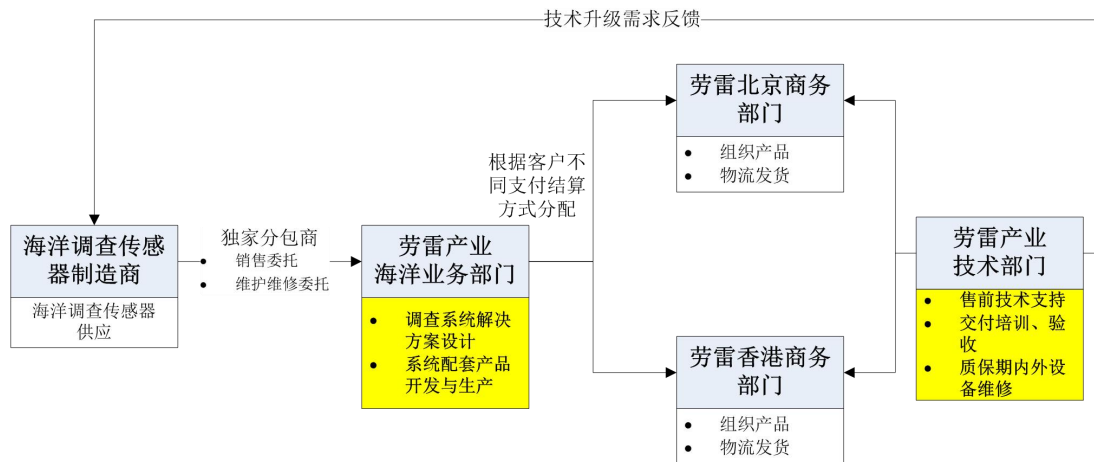 技术升级需求反馈
海洋调查传感
器制造商
海洋调查传感器
供应
独家分包商
• 销售委托
• 维护维修委托
劳雷产业
海洋业务部门
• 调查系统解决
方案设计
• 系统配套产品
开发与生产
根据客户不
同支付结算
方式分配
劳雷北京商务
部门
• 组织产品
• 物流发货
劳雷香港商务
部门
• 组织产品
• 物流发货
劳雷产业
技术部门
• 售前技术支持
• 交付培训、验
收
• 质保期内外设
备维修